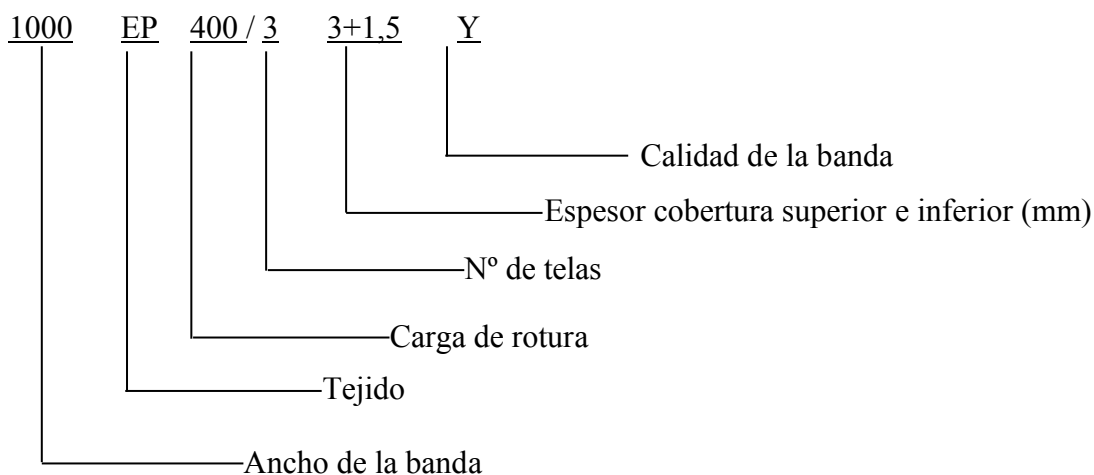 1000 EP 400 / 3 3+1,5 Y
Calidad de la banda
Espesor cobertura superior e inferior (mm)
Nº de telas
Carga de rotura
Tejido
Ancho de la banda